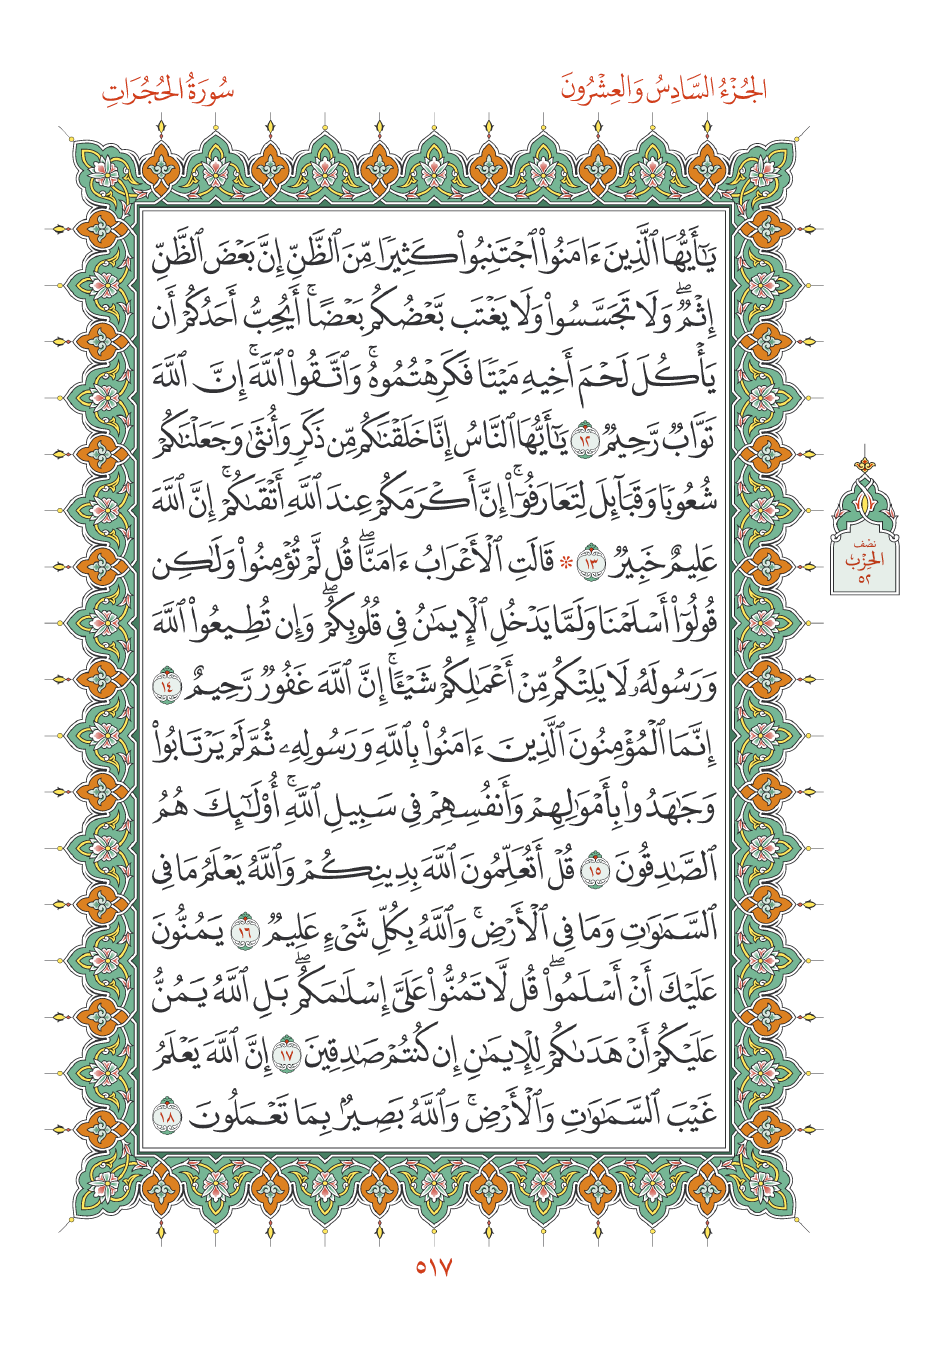 الجُزْءُ السَّادِسُ وَالعِشْرُونَ
سُورَةُ الحُجُرَاتِ
يَٰٓأَيُّهَا ٱلَّذِينَ ءَامَنُوا۟ ٱجْتَنِبُوا۟ كَثِيرًا مِّنَ ٱلظَّنِّ إِنَّ بَعْضَ ٱلظَّنِّ
إِثْمٌ ۖ وَلَا تَجَسَّسُوا۟ وَلَا يَغْتَب بَّعْضُكُم بَعْضًا ۚ أَيُحِبُّ أَحَدُكُمْ أَن
يَأْكُلَ لَحْمَ أَخِيهِ مَيْتًا فَكَرِهْتُمُوهُ ۚ وَٱتَّقُوا۟ ٱللَّهَ ۚ إِنَّ ٱللَّهَ
تَوَّابٌ رَّحِيمٌ ١٢ يَٰٓأَيُّهَا ٱلنَّاسُ إِنَّا خَلَقْنَٰكُم مِّن ذَكَرٍ وَأُنثَىٰ وَجَعَلْنَٰكُمْ
شُعُوبًا وَقَبَآئِلَ لِتَعَارَفُوٓا۟ ۚ إِنَّ أَكْرَمَكُمْ عِندَ ٱللَّهِ أَتْقَىٰكُمْ ۚ إِنَّ ٱللَّهَ
عَلِيمٌ خَبِيرٌ ١٣ * قَالَتِ ٱلْأَعْرَابُ ءَامَنَّا ۖ قُل لَّمْ تُؤْمِنُوا۟ وَلَٰكِن
قُولُوٓا۟ أَسْلَمْنَا وَلَمَّا يَدْخُلِ ٱلْإِيمَٰنُ فِى قُلُوبِكُمْ ۖ وَإِن تُطِيعُوا۟ ٱللَّهَ
وَرَسُولَهُۥ لَا يَلِتْكُم مِّنْ أَعْمَٰلِكُمْ شَيْـًٔا ۚ إِنَّ ٱللَّهَ غَفُورٌ رَّحِيمٌ ١٤
إِنَّمَا ٱلْمُؤْمِنُونَ ٱلَّذِينَ ءَامَنُوا۟ بِٱللَّهِ وَرَسُولِهِۦ ثُمَّ لَمْ يَرْتَابُوا۟
وَجَٰهَدُوا۟ بِأَمْوَٰلِهِمْ وَأَنفُسِهِمْ فِى سَبِيلِ ٱللَّهِ ۚ أُو۟لَٰٓئِكَ هُمُ
ٱلصَّٰدِقُونَ ١٥ قُلْ أَتُعَلِّمُونَ ٱللَّهَ بِدِينِكُمْ وَٱللَّهُ يَعْلَمُ مَا فِى
ٱلسَّمَٰوَٰتِ وَمَا فِى ٱلْأَرْضِ ۚ وَٱللَّهُ بِكُلِّ شَىْءٍ عَلِيمٌ ١٦ يَمُنُّونَ
عَلَيْكَ أَنْ أَسْلَمُوا۟ ۖ قُل لَّا تَمُنُّوا۟ عَلَىَّ إِسْلَٰمَكُم ۖ بَلِ ٱللَّهُ يَمُنُّ
عَلَيْكُمْ أَنْ هَدَىٰكُمْ لِلْإِيمَٰنِ إِن كُنتُمْ صَٰدِقِينَ ١٧ إِنَّ ٱللَّهَ يَعْلَمُ
غَيْبَ ٱلسَّمَٰوَٰتِ وَٱلْأَرْضِ ۚ وَٱللَّهُ بَصِيرٌۢ بِمَا تَعْمَلُونَ ١٨
نِصْف
الحِزْبُ
٥٢
٥١٧